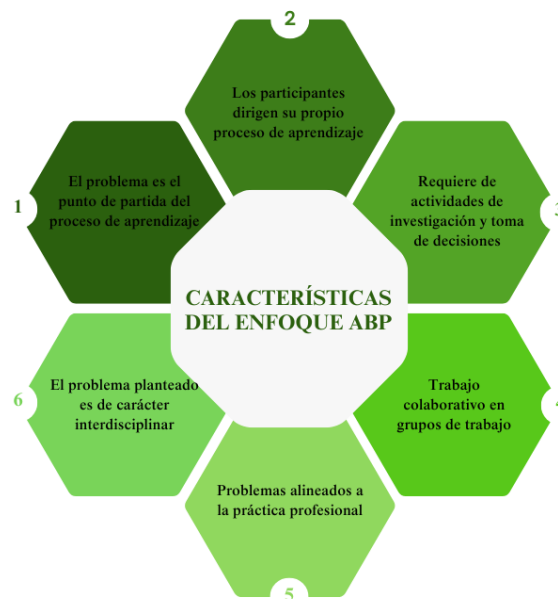 2
Los participantes
dirigen su propio
proceso de aprendizaje
1
El problema es el
punto de partida del
proceso de aprendizaje
3
Requiere de
actividades de
investigación y toma
de decisiones
CARACTERÍSTICAS
DEL ENFOQUE ABP
6
El problema planteado
es de carácter
interdisciplinar
4
Trabajo
colaborativo en
grupos de trabajo
Problemas alineados a
la práctica profesional
5